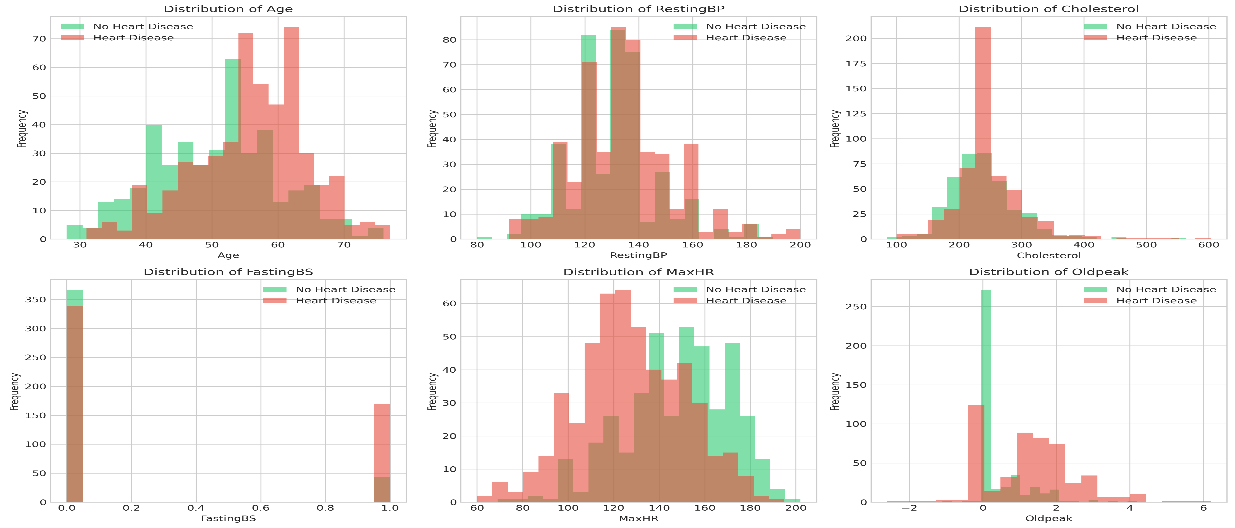 Distribution of Age
No Heart Disease
Heart Disease
Frequency
70
60
50
40
30
20
10
0
30 40 50 60 70
Age
Distribution of RestingBP
No Heart Disease
Heart Disease
Frequency
80
70
60
50
40
30
20
10
0
80 100 120 140 160 180 200
RestingBP
Distribution of Cholesterol
No Heart Disease
Heart Disease
Frequency
200
175
150
125
100
75
50
25
0
100 200 300 400 500 600
Cholesterol
Distribution of FastingBS
No Heart Disease
Heart Disease
Frequency
350
300
250
200
150
100
50
0
0.0 0.2 0.4 0.6 0.8 1.0
FastingBS
Distribution of MaxHR
No Heart Disease
Heart Disease
Frequency
60
50
40
30
20
10
0
60 80 100 120 140 160 180 200
MaxHR
Distribution of Oldpeak
No Heart Disease
Heart Disease
Frequency
250
200
150
100
50
0
−2 0 2 4 6
Oldpeak